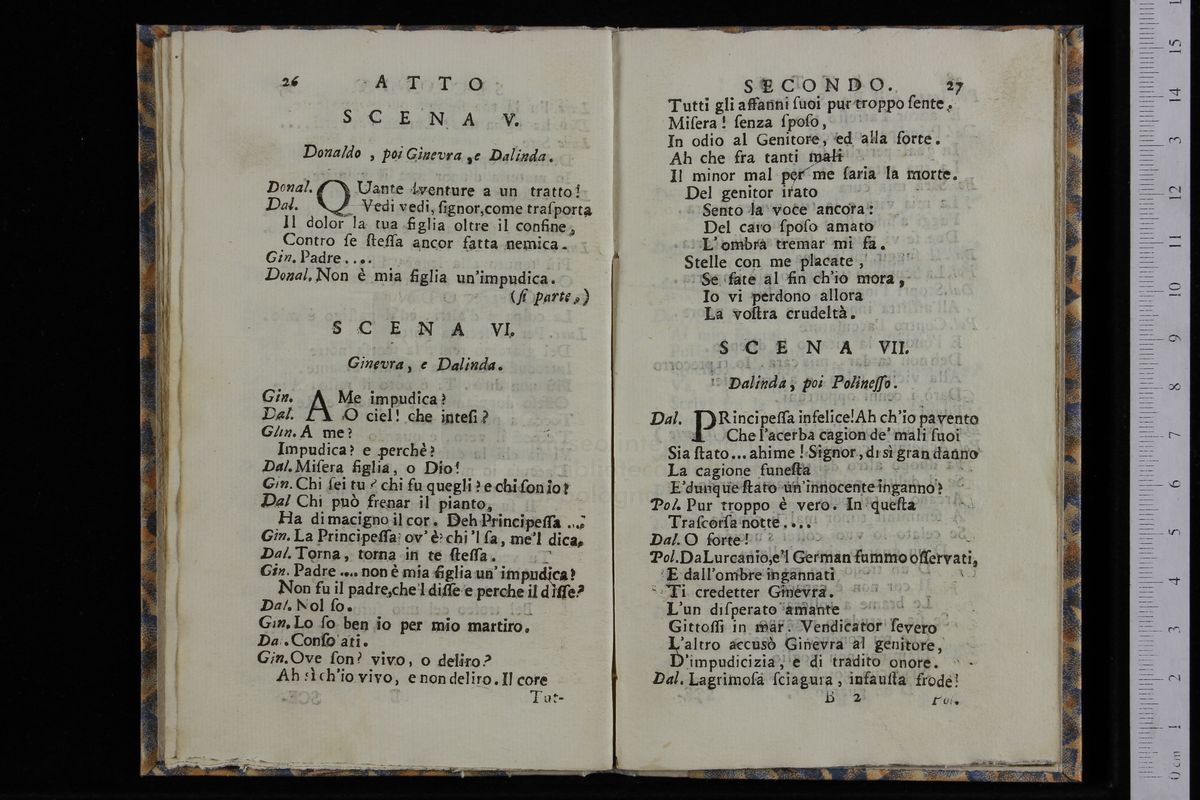 26 ATTO
SCENA V.
Donaldo, poi Ginevra, e Dalinda.
Donal. QUante sventure a un tratto!
Dal. Vedi vedi, ſignor, come traſporta
Il dolor la tua figlia oltre il confine,
Contro ſe ſteſſa ancor fatta nemica.
Gin. Padre....
Donal. Non è mia figlia un'impudica.
(ſi parte.)
SCENA VI.
Ginevra, e Dalinda.
Gin. A Me impudica?
Dal. O ciel! che inteſi?
Gin. A me?
Impudica? e perchè?
Dal. Miſera figlia, o Dio!
Gin. Chi ſei tu? chi fu quegli? e chi ſon io?
Dal Chi può frenar il pianto,
Ha di macigno il cor. Deh Principeſſa ...
Gin. La Principeſſa? ov'è? chi 'l ſa, me'l dica.
Dal. Torna, torna in te ſteſſa.
Gin. Padre .... non è mia figlia un'impudica?
Non fu il padre, che'l diſſe e perche il diſſe?
Dal. Nol ſo.
Gin. Lo ſo ben io per mio martiro.
Da. Conſo ati.
Gin. Ove ſon? vivo, o deliro?
Ah sì ch'io vivo, e non deliro. Il core
Tut-
SECONDO. 27
Tutti gli affanni ſuoi pur troppo ſente.
Miſera! ſenza ſpoſo,
In odio al Genitore, ed alla ſorte.
Ah che fra tanti mali
Il minor mal per me ſaria la morte.
Del genitor irato
Sento la voce ancora:
Del caro ſpoſo amato
L'ombra tremar mi fa.
Stelle con me placate,
Se fate al fin ch'io mora,
Io vi perdono allora
La voſtra crudeltà.
SCENA VII.
Dalinda, poi Polineſſo.
Dal. PRincipeſſa infelice! Ah ch'io pavento
Che l'acerba cagion de' mali ſuoi
Sia ſtato... ahime! Signor, di sì gran danno
La cagione funeſta
E'dunque ſtato un'innocente inganno?
Pol. Pur troppo è vero. In queſta
Traſcorſa notte....
Dal. O ſorte!
Pol. Da Lurcanio, e'l German fummo oſſervati,
E dall'ombre ingannati
Ti credetter Ginevra.
L'un diſperato amante
Gittoſſi in mar. Vendicator ſevero
L'altro accusò Ginevra al genitore,
D'impudicizia, e di tradito onore.
Dal. Lagrimoſa ſciagura, infauſta frode!
B 2 Pol.